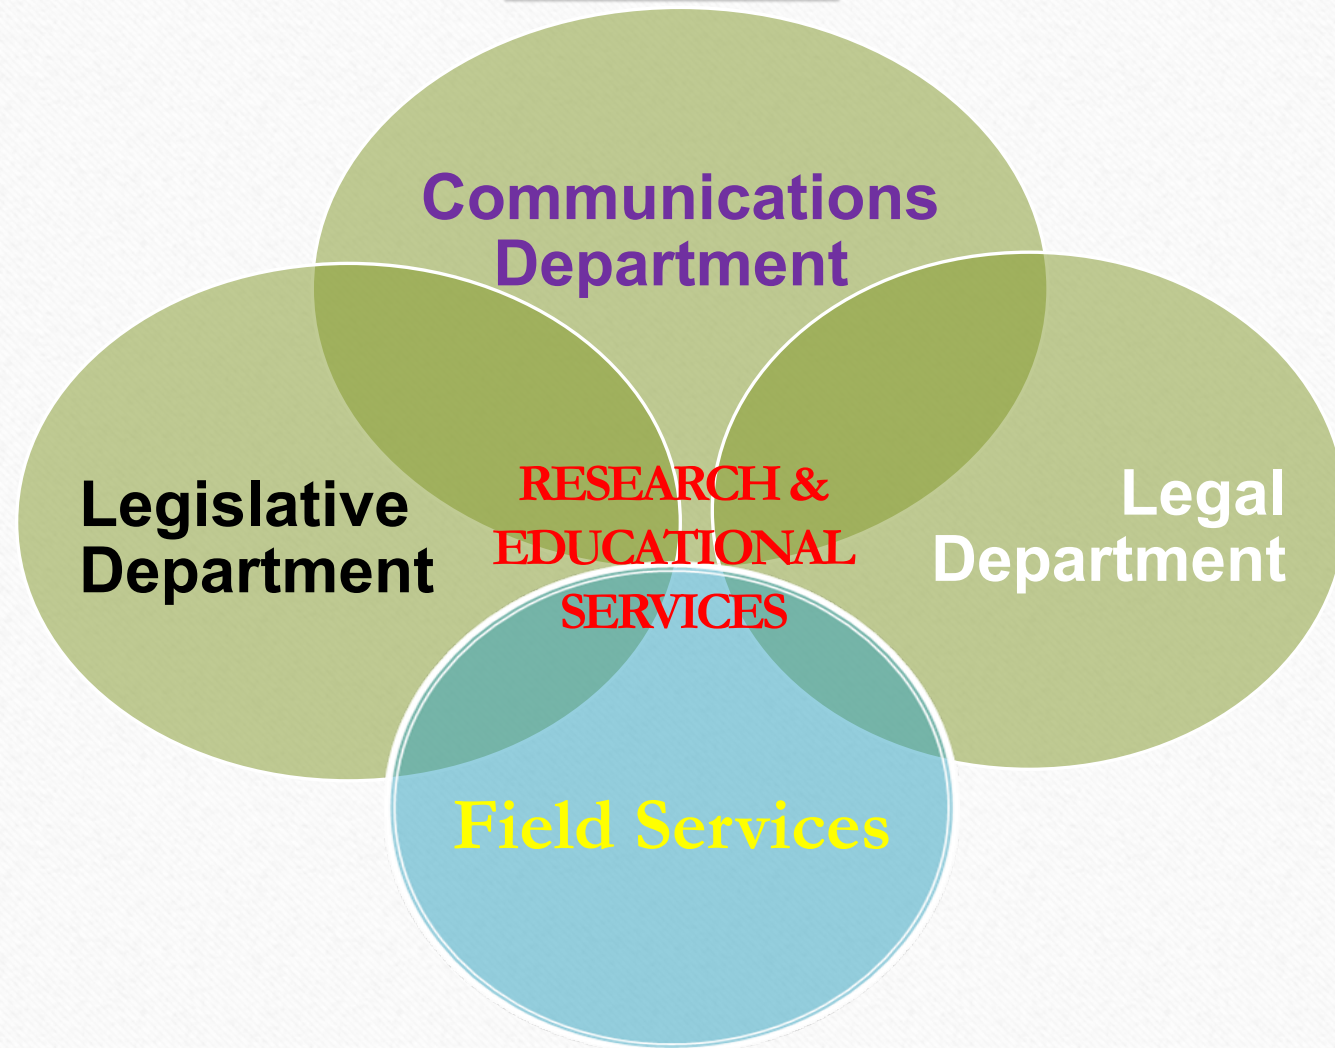 Communications
Department
Legislative
Department
RESEARCH &
EDUCATIONAL
SERVICES
Legal
Department
Field Services